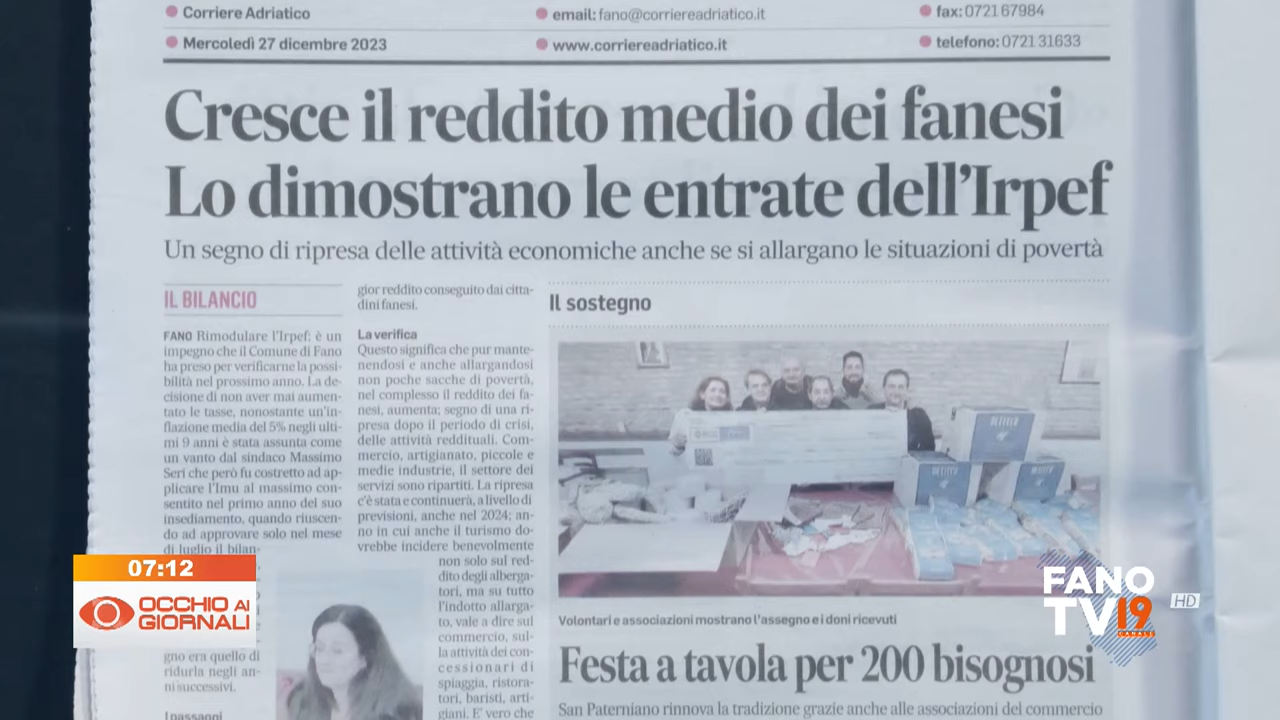 Corriere Adriatico
email: fano@corriereadriatico.it
fax: 0721 67984
Mercoledì 27 dicembre 2023
www.corriereadriatico.it
telefono: 0721 31633
Cresce il reddito medio dei fanesi
Lo dimostrano le entrate dell'Irpef
Un segno di ripresa delle attività economiche anche se si allargano le situazioni di povertà
IL BILANCIO
FANO Rimodulare l'Irpef: è un
impegno che il Comune di Fano
ha preso per verificarne la possi-
bilità nel prossimo anno. La de-
cisione di non aver mai aumen-
tato le tasse, nonostante un'in-
flazione media del 5% negli ulti-
mi 9 anni è stata assunta come
un vanto dal sindaco Massimo
Seri che però fu costretto ad ap-
plicare l'Imu al massimo con-
sentito nel primo anno del suo
insediamento, quando riuscen-
do ad approvare solo nel mese
di luglio il bilan-
gno era quello di
ridurla negli an-
ni successivi.
I passaggi
gior reddito conseguito dai citta-
dini fanesi.
La verifica
Questo significa che pur mante-
nendosi e anche allargandosi
non poche sacche di povertà,
nel complesso il reddito dei fa-
nesi, aumenta; segno di una ri-
presa dopo il periodo di crisi,
delle attività reddituali. Com-
mercio, artigianato, piccole e
medie industrie, il settore dei
servizi sono ripartiti. La ripresa
c'è stata e continuerà, a livello di
previsioni, anche nel 2024; an-
no in cui anche il turismo do-
vrebbe incidere benevolmente
non solo sul red-
dito degli alberga-
tori, ma su tutto
l'indotto allarga-
to, vale a dire sul
commercio, sul-
la attività dei con-
cessionari di
spiaggia, ristora-
tori, baristi, arti-
giani. E' vero che
Il sostegno
Volontari e associazioni mostrano l'assegno e i doni ricevuti
Festa a tavola per 200 bisognosi
San Paterniano rinnova la tradizione grazie anche alle associazioni del commercio
07:12
OCCHIO AI
GIORNALI
FANO
TV 19
CANALE
HD